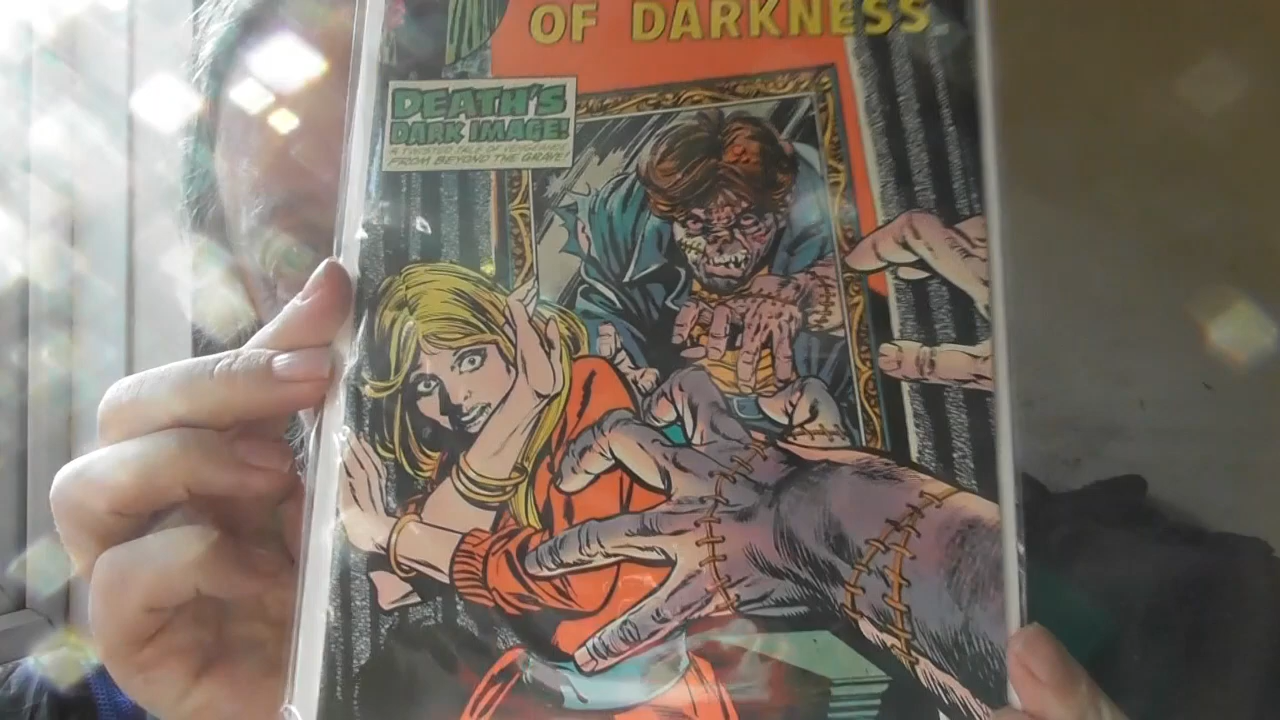 OF DARKNESS
DEATH'S
DARK IMAGE!
A TWISTED TALE OF VENGEANCE
FROM BEYOND THE GRAVE!